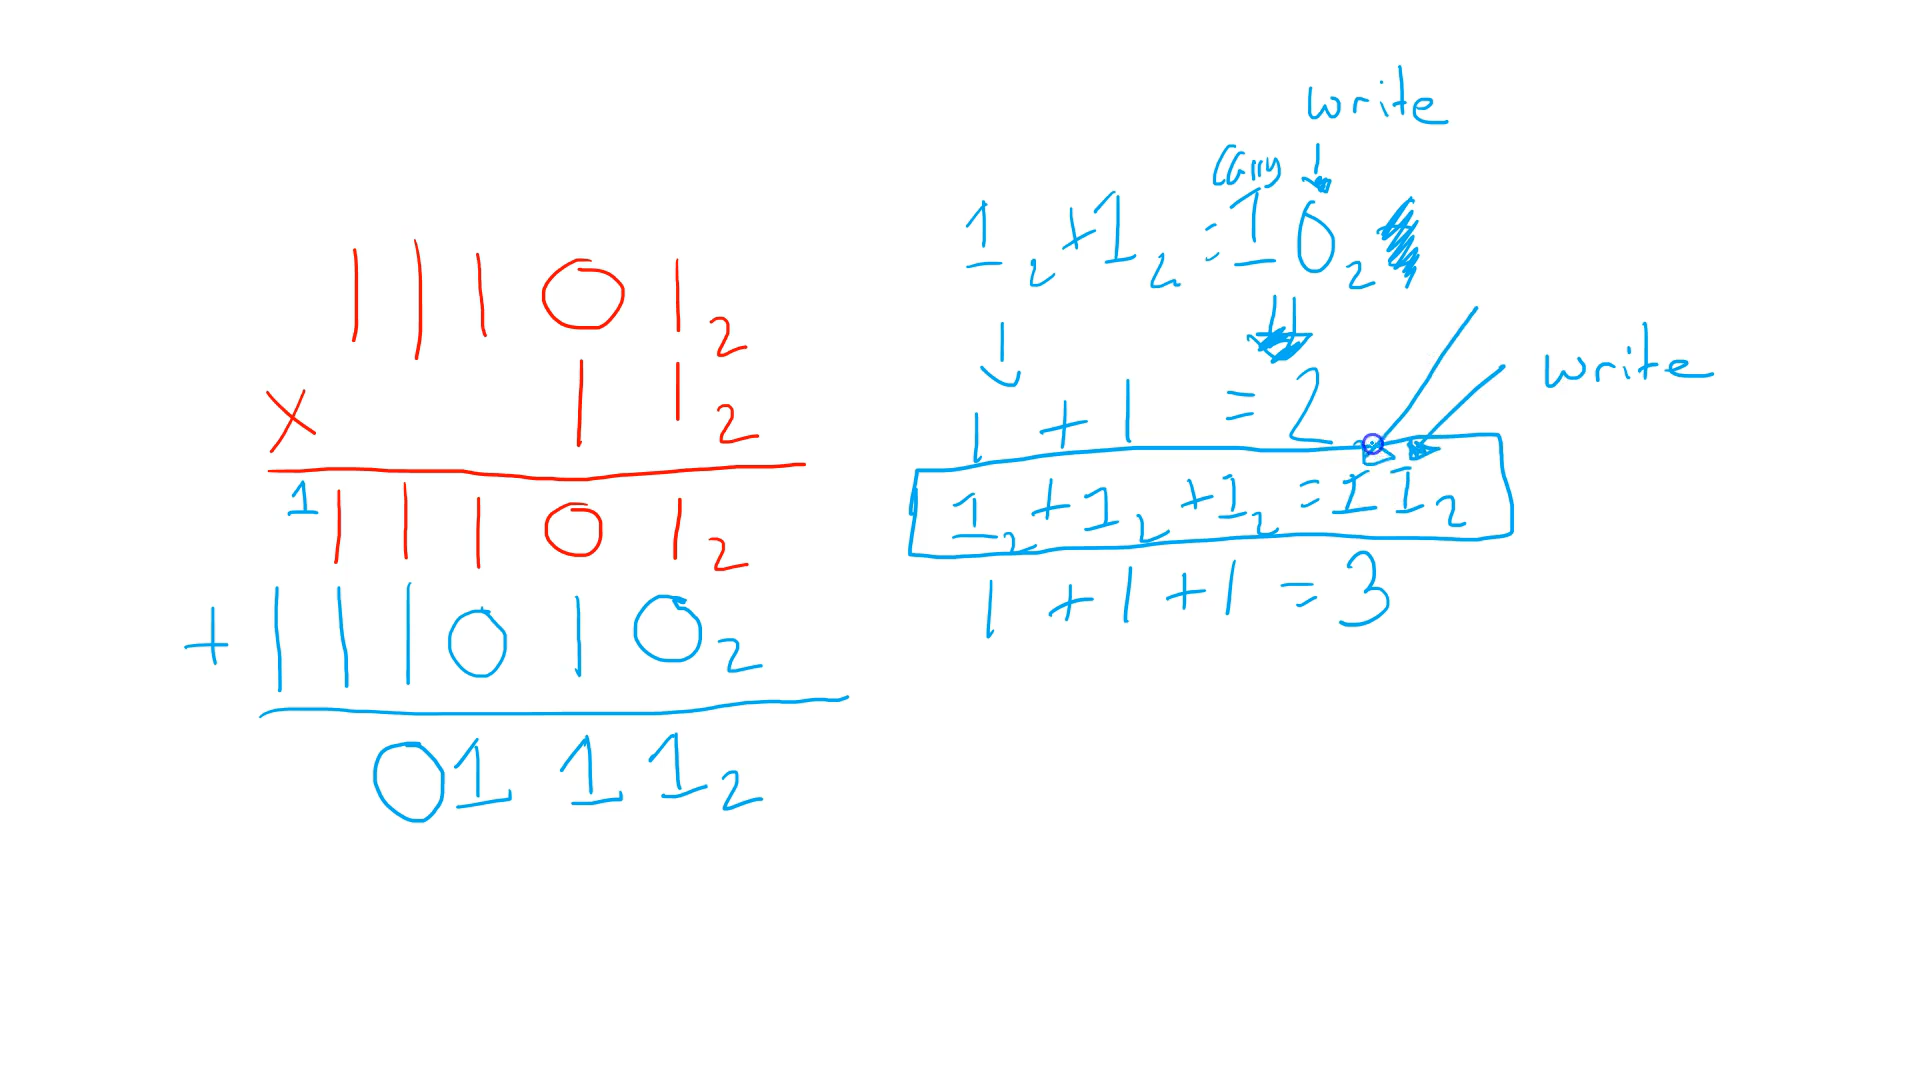 11101₂
× 11₂
1 11101₂
+ 111010₂
0111₂
write
carry
1₂ + 1₂ = 10₂
1 + 1 = 2
write
1₂ + 1₂ + 1₂ = 11₂
1 + 1 + 1 = 3